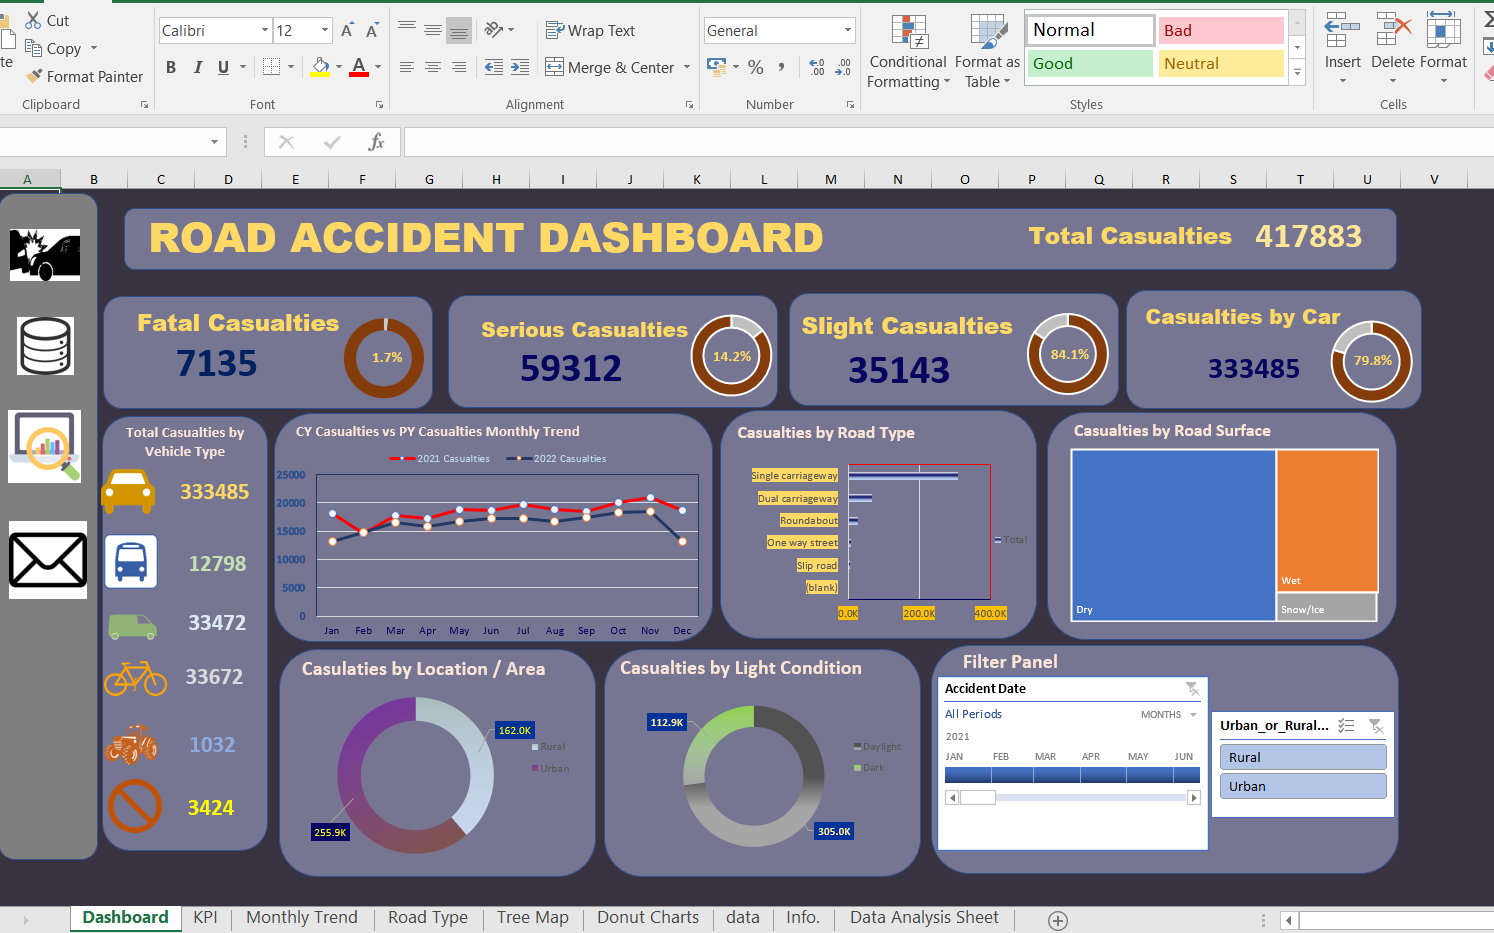 Cut
Copy
te
Format Painter
Clipboard
Calibri
12
A A
B I U
A
Font
Wrap Text
Merge & Center
Alignment
General
% ,
.00
.0
Number
Conditional
Formatting
Format as
Table
Normal
Bad
Good
Neutral
Styles
Insert
Delete
Format
Cells
fx
A B C D E F G H I J K L M N O P Q R S T U V
ROAD ACCIDENT DASHBOARD
Total Casualties 417883
Fatal Casualties
7135
1.7%
Serious Casualties
59312
14.2%
Slight Casualties
35143
84.1%
Casualties by Car
333485
79.8%
Total Casualties by
Vehicle Type
333485
12798
33472
33672
1032
3424
CY Casualties vs PY Casualties Monthly Trend
2021 Casualties 2022 Casualties
25000
20000
15000
10000
5000
0
Jan Feb Mar Apr May Jun Jul Aug Sep Oct Nov Dec
Casualties by Road Type
Single carriageway
Dual carriageway
Roundabout
One way street
Slip road
(blank)
Total
0.0K 200.0K 400.0K
Casualties by Road Surface
Dry
Wet
Snow/Ice
Casulaties by Location / Area
162.0K
Rural
Urban
255.9K
Casualties by Light Condition
112.9K
Daylight
Dark
305.0K
Filter Panel
Accident Date
All Periods
MONTHS
2021
JAN FEB MAR APR MAY JUN
Urban_or_Rural...
Rural
Urban
Dashboard KPI Monthly Trend Road Type Tree Map Donut Charts data Info. Data Analysis Sheet